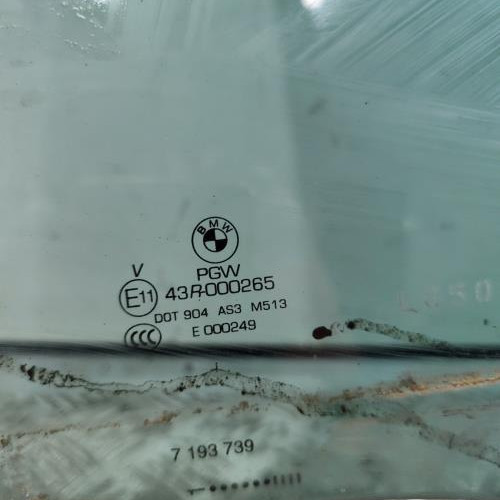 BMW
PGW
V
E11 43R-000265
DOT 904 AS3 M513
CCC E 000249
7 193 739